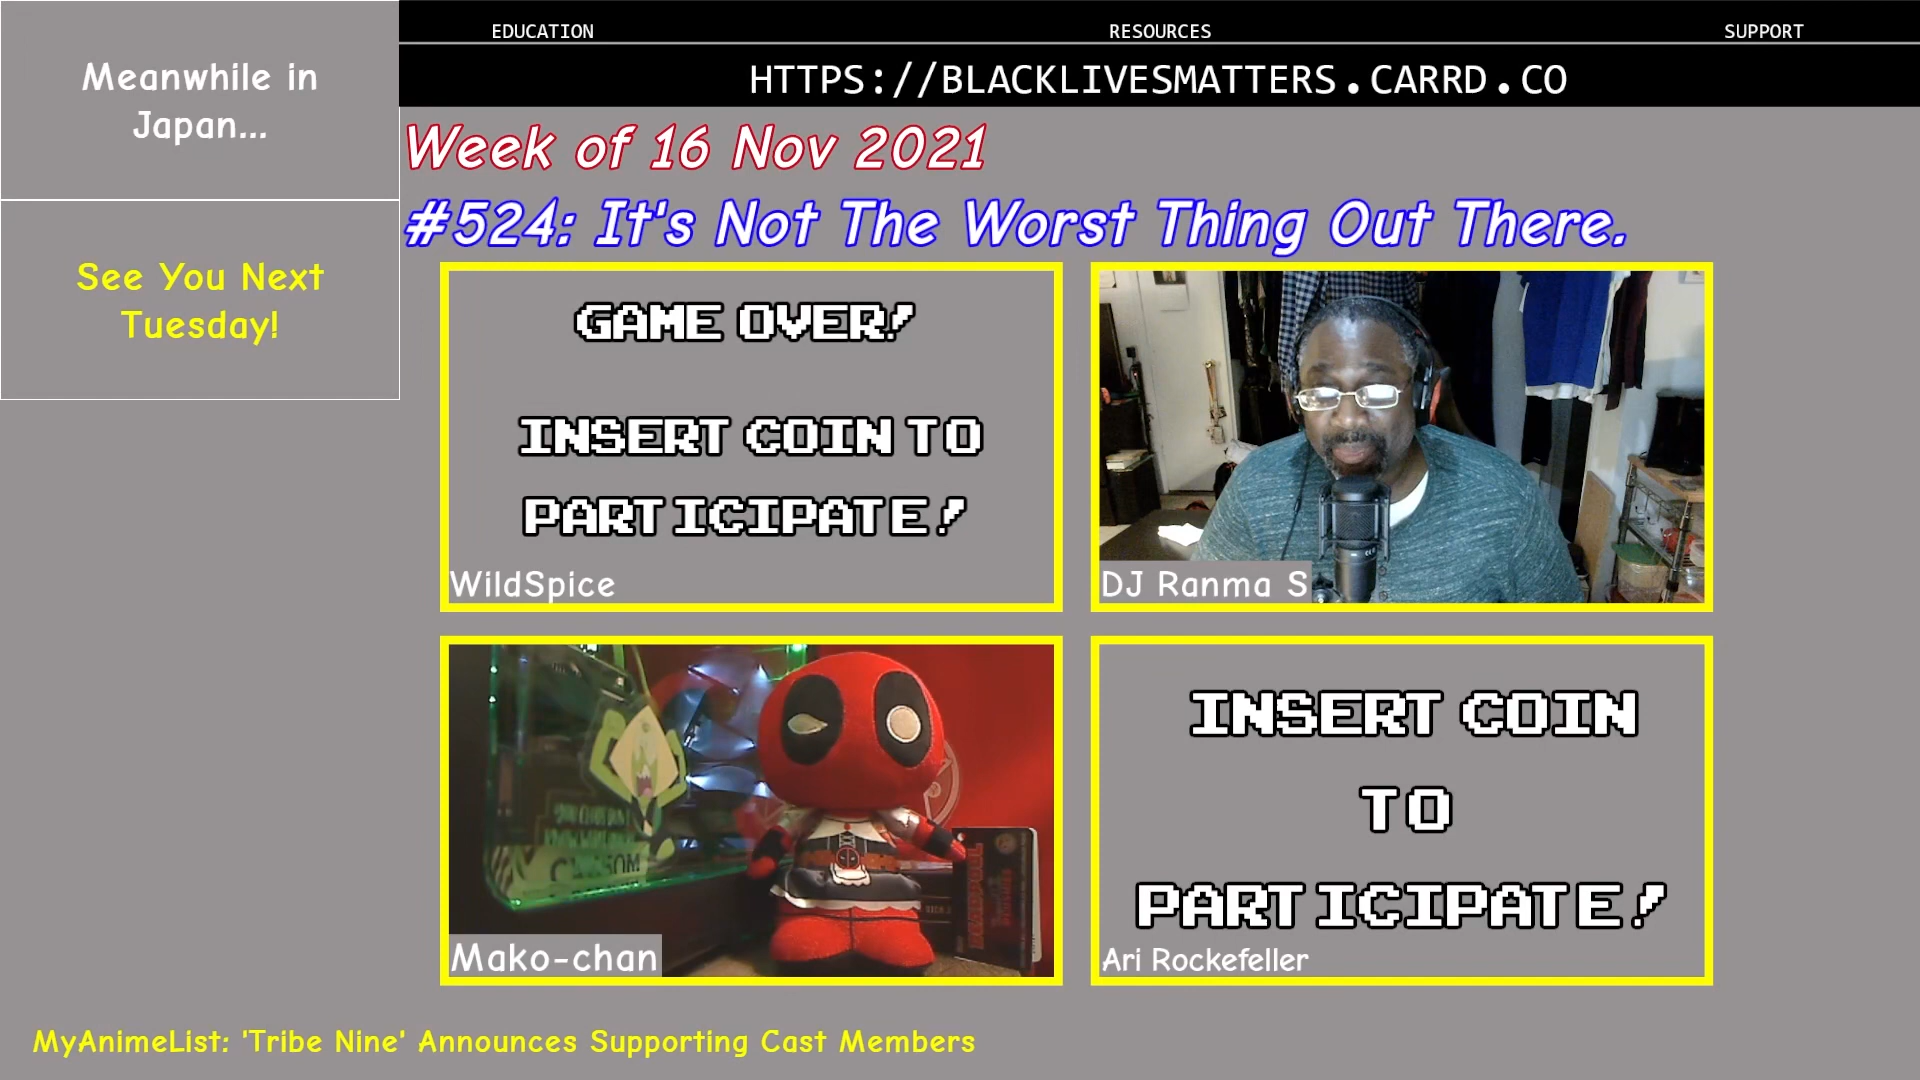 Meanwhile in
Japan...
See You Next
Tuesday!
EDUCATION RESOURCES SUPPORT
HTTPS://BLACKLIVESMATTERS.CARRD.CO
Week of 16 Nov 2021
#524: It's Not The Worst Thing Out There.
GAME OVER!
INSERT COIN TO
PARTICIPATE!
WildSpice
DJ Ranma S
DEADPOOL
Mako-chan
INSERT COIN
TO
PARTICIPATE!
Ari Rockefeller
MyAnimeList: 'Tribe Nine' Announces Supporting Cast Members